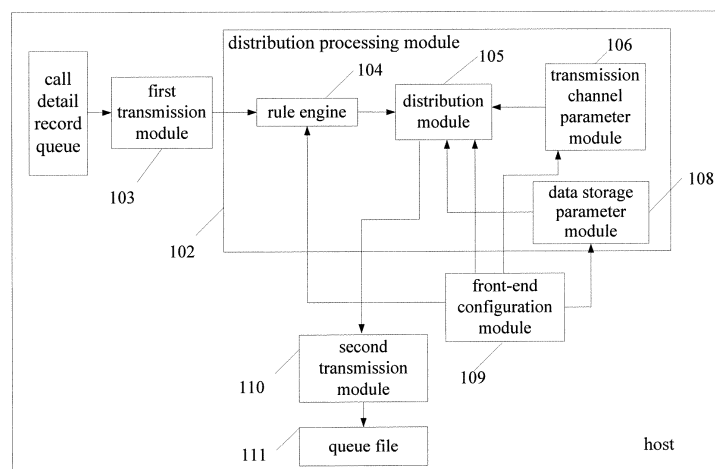 distribution processing module
call
detail
record
queue
first
transmission
module
103
104
rule engine
105
distribution
module
106
transmission
channel
parameter
module
108
data storage
parameter
module
102
front-end
configuration
module
109
110
second
transmission
module
111
queue file
host